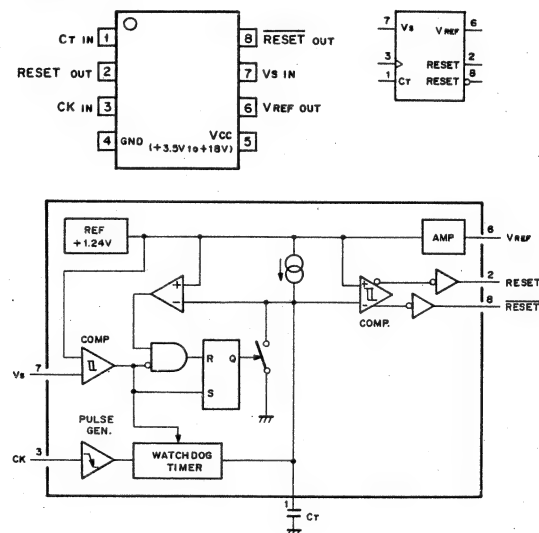 CT IN 1
8 RESET OUT
RESET OUT 2
7 VS IN
CK IN 3
6 VREF OUT
4 GND
VCC 5
(+3.5V to +18V)
7 VS
VREF 6
3
RESET 2
1 CT
RESET 8
REF
+1.24V
AMP
6 VREF
+
−
+
−
2 RESET
8 RESET
COMP.
COMP
VS 7
R Q
S
PULSE
GEN.
CK 3
WATCHDOG
TIMER
1 CT